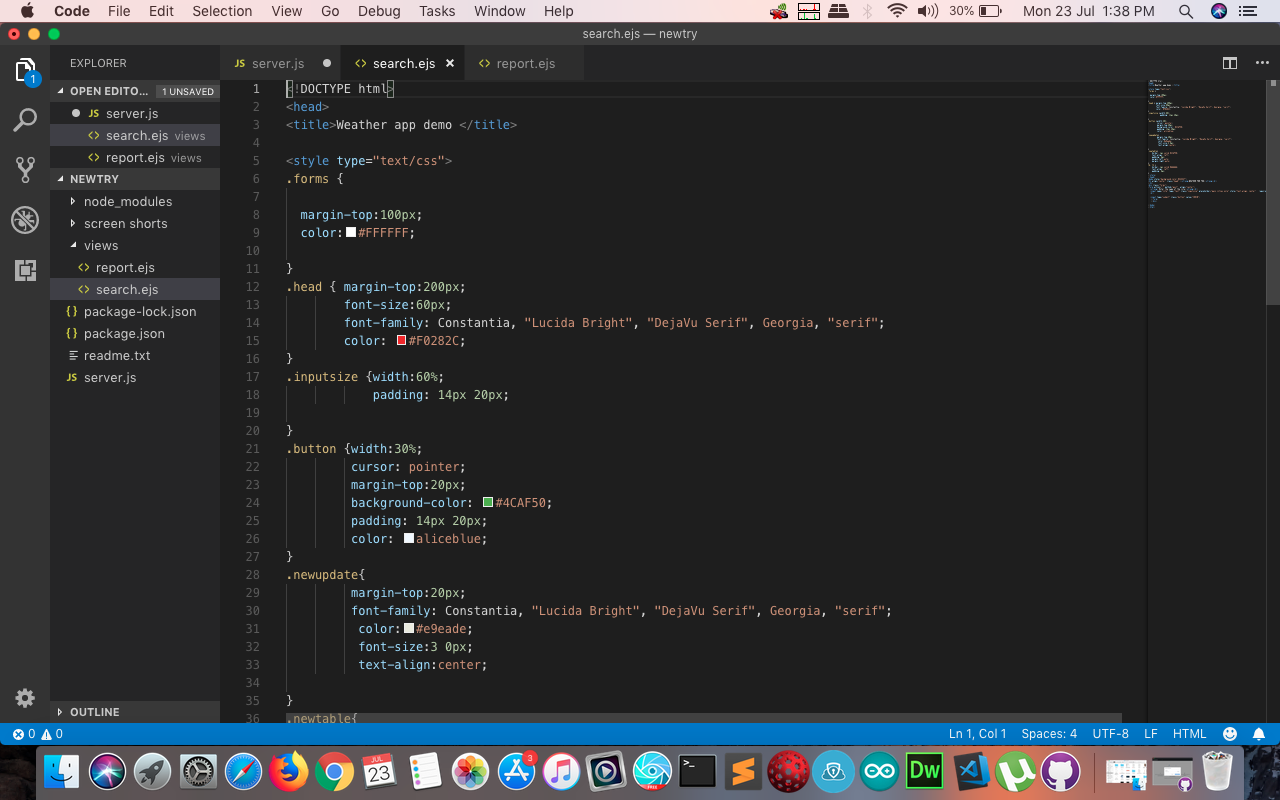 Code File Edit Selection View Go Debug Tasks Window Help 30% Mon 23 Jul 1:38 PM
search.ejs — newtry
EXPLORER
1
OPEN EDITO... 1 UNSAVED
JS server.js
<> search.ejs views
<> report.ejs views
NEWTRY
node_modules
screen shorts
views
<> report.ejs
<> search.ejs
{} package-lock.json
{} package.json
readme.txt
JS server.js
OUTLINE
JS server.js <> search.ejs × <> report.ejs
1 <!DOCTYPE html>
2 <head>
3 <title>Weather app demo </title>
4
5 <style type="text/css">
6 .forms {
7
8 margin-top:100px;
9 color:#FFFFFF;
10
11 }
12 .head { margin-top:200px;
13 font-size:60px;
14 font-family: Constantia, "Lucida Bright", "DejaVu Serif", Georgia, "serif";
15 color: #F0282C;
16 }
17 .inputsize {width:60%;
18 padding: 14px 20px;
19
20 }
21 .button {width:30%;
22 cursor: pointer;
23 margin-top:20px;
24 background-color: #4CAF50;
25 padding: 14px 20px;
26 color: aliceblue;
27 }
28 .newupdate{
29 margin-top:20px;
30 font-family: Constantia, "Lucida Bright", "DejaVu Serif", Georgia, "serif";
31 color:#e9eade;
32 font-size:3 0px;
33 text-align:center;
34
35 }
36 .newtable{
0 0 Ln 1, Col 1 Spaces: 4 UTF-8 LF HTML
JUL
23
3
FREE
>_
Dw